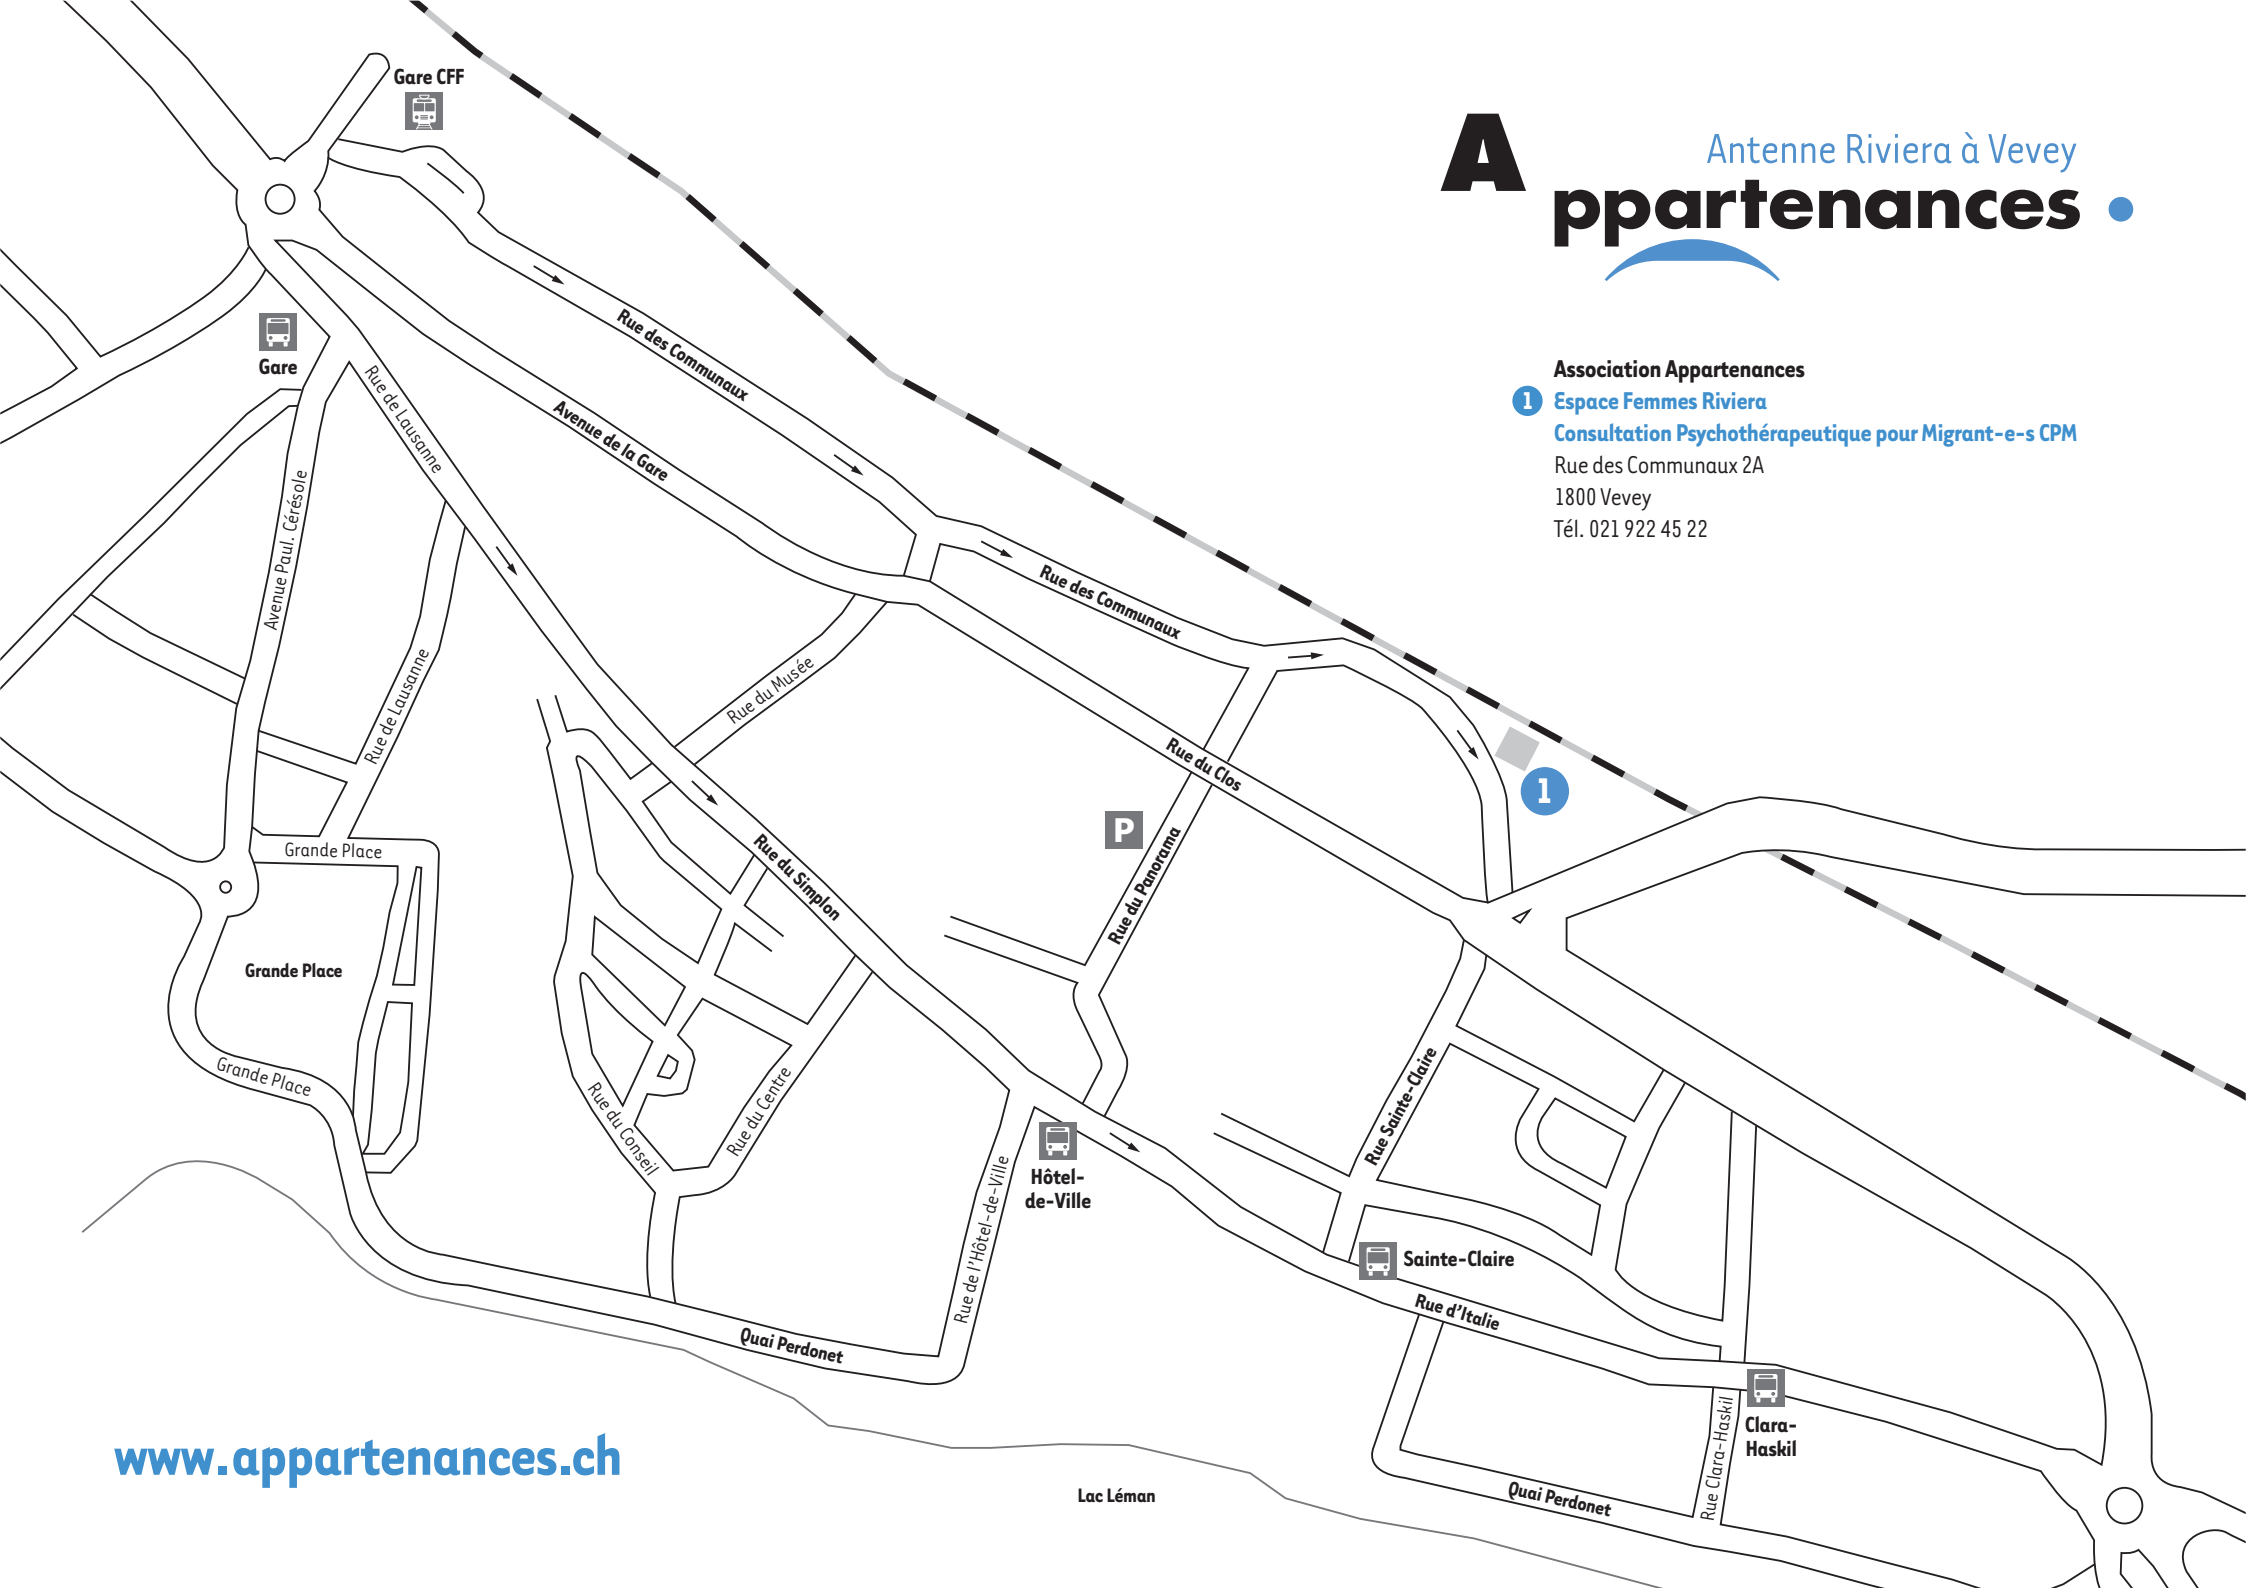 Gare CFF
Antenne Riviera à Vevey
Appartenances
Association Appartenances
1 Espace Femmes Riviera
Consultation Psychothérapeutique pour Migrant-e-s CPM
Rue des Communaux 2A
1800 Vevey
Tél. 021 922 45 22
Gare
Rue des Communaux
Rue de Lausanne
Avenue de la Gare
Avenue Paul. Cérésole
Rue des Communaux
Rue de Lausanne
Rue du Musée
Rue du Clos
1
P
Grande Place
Rue du Simplon
Rue du Panorama
Grande Place
Grande Place
Rue du Conseil
Rue du Centre
Rue Sainte-Claire
Hôtel-
de-Ville
Rue de l'Hôtel-de-Ville
Sainte-Claire
Rue d'Italie
Quai Perdonet
Clara-
Haskil
Rue Clara-Haskil
www.appartenances.ch
Lac Léman
Quai Perdonet